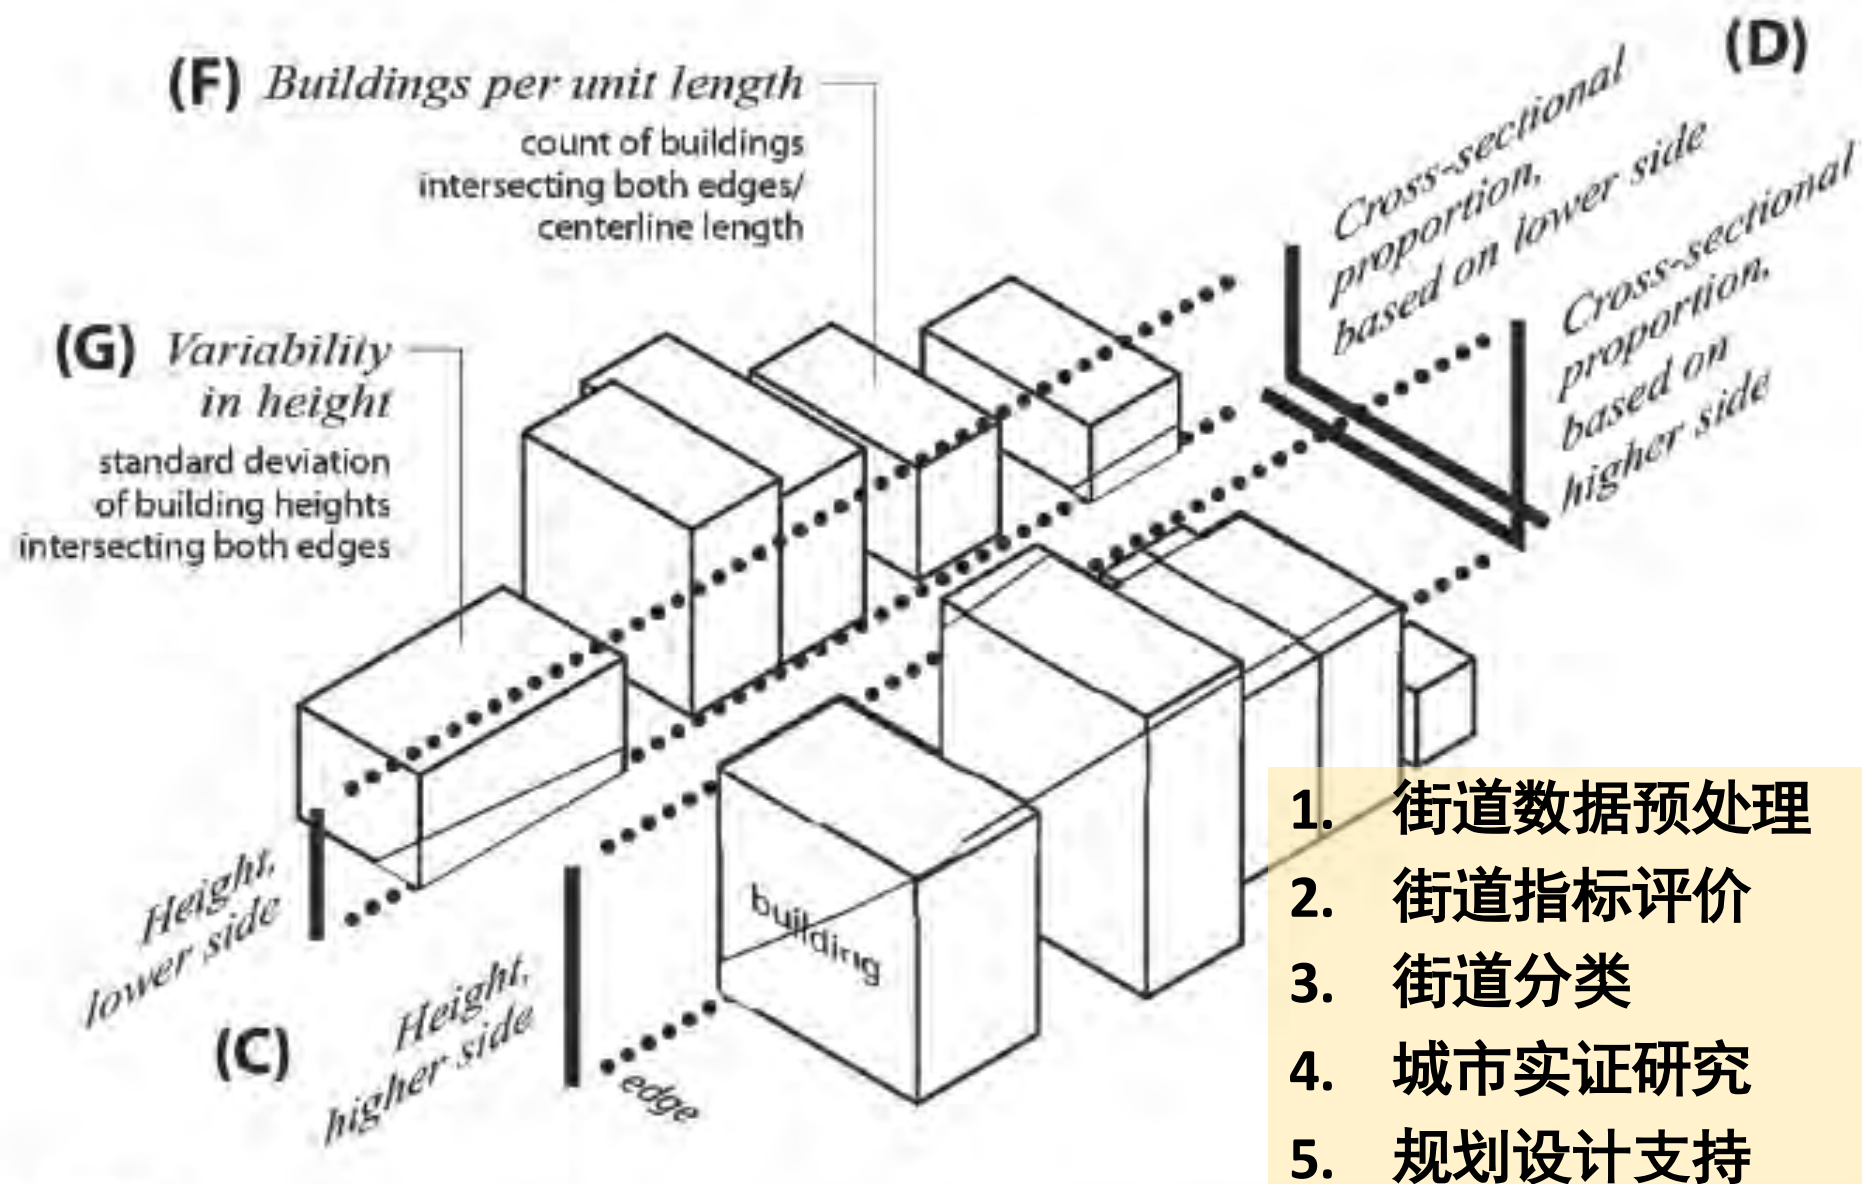 (F) Buildings per unit length
count of buildings
intersecting both edges/
centerline length
(G) Variability
in height
standard deviation
of building heights
intersecting both edges
(D)
Cross-sectional
proportion,
based on lower side
Cross-sectional
proportion,
based on
higher side
Height,
lower side
(C)
Height,
higher side
edge
building
1. 街道数据预处理
2. 街道指标评价
3. 街道分类
4. 城市实证研究
5. 规划设计支持